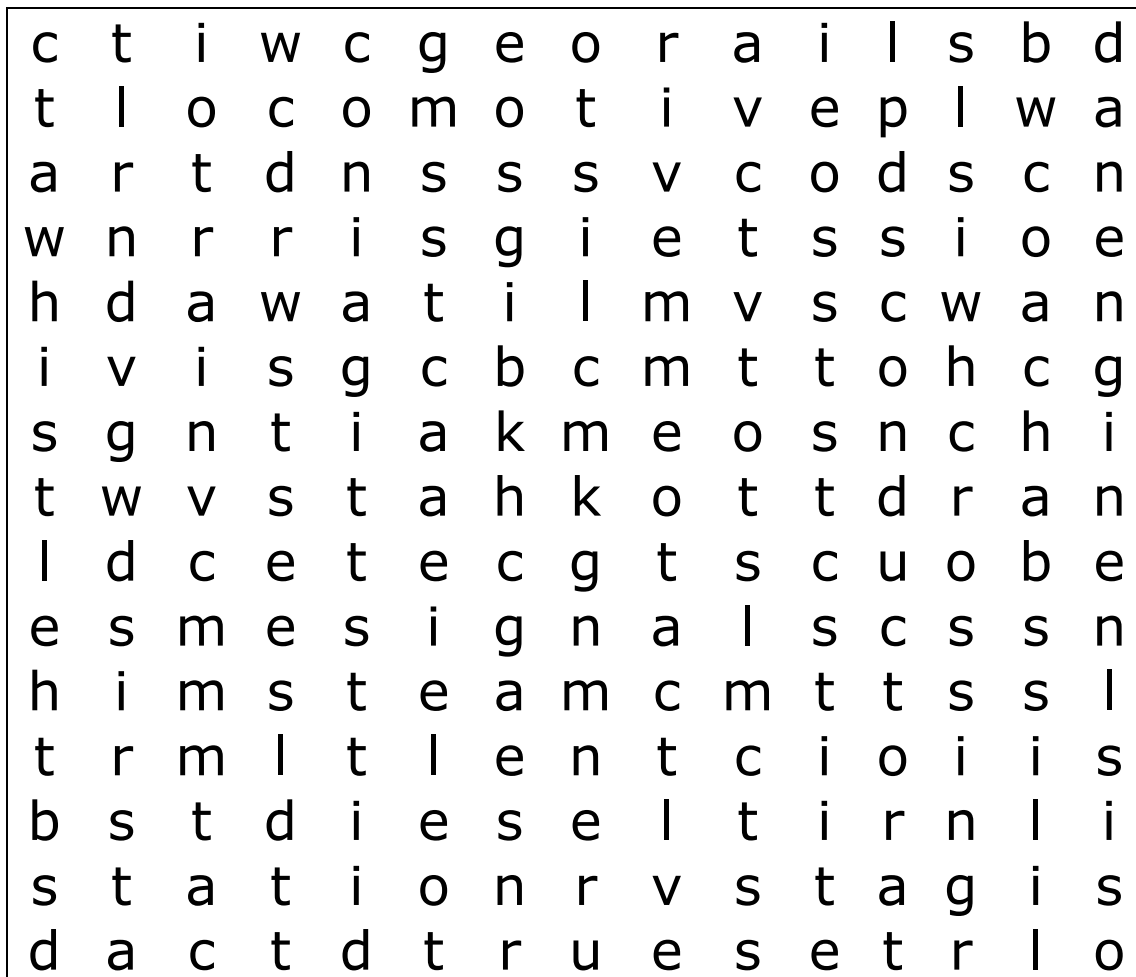 c t i w c g e o r a i l s b d
t l o c o m o t i v e p l w a
a r t d n s s s v c o d s c n
w n r r i s g i e t s s i o e
h d a w a t i l m v s c w a n
i v i s g c b c m t t o h c g
s g n t i a k m e o s n c h i
t w v s t a h k o t t d r a n
l d c e t e c g t s c u o b e
e s m e s i g n a l s c s s n
h i m s t e a m c m t t s s l
t r m l t l e n t c i o i i s
b s t d i e s e l t i r n l i
s t a t i o n r v s t a g i s
d a c t d t r u e s e t r l o